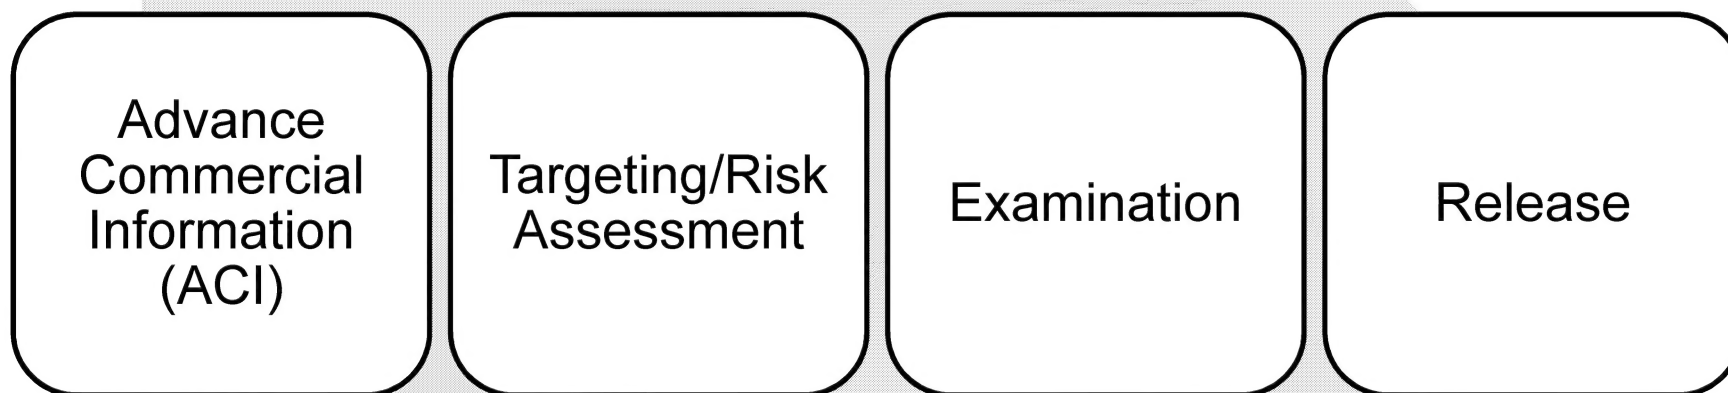 Advance
Commercial
Information
(ACI)
Targeting/Risk
Assessment
Examination
Release